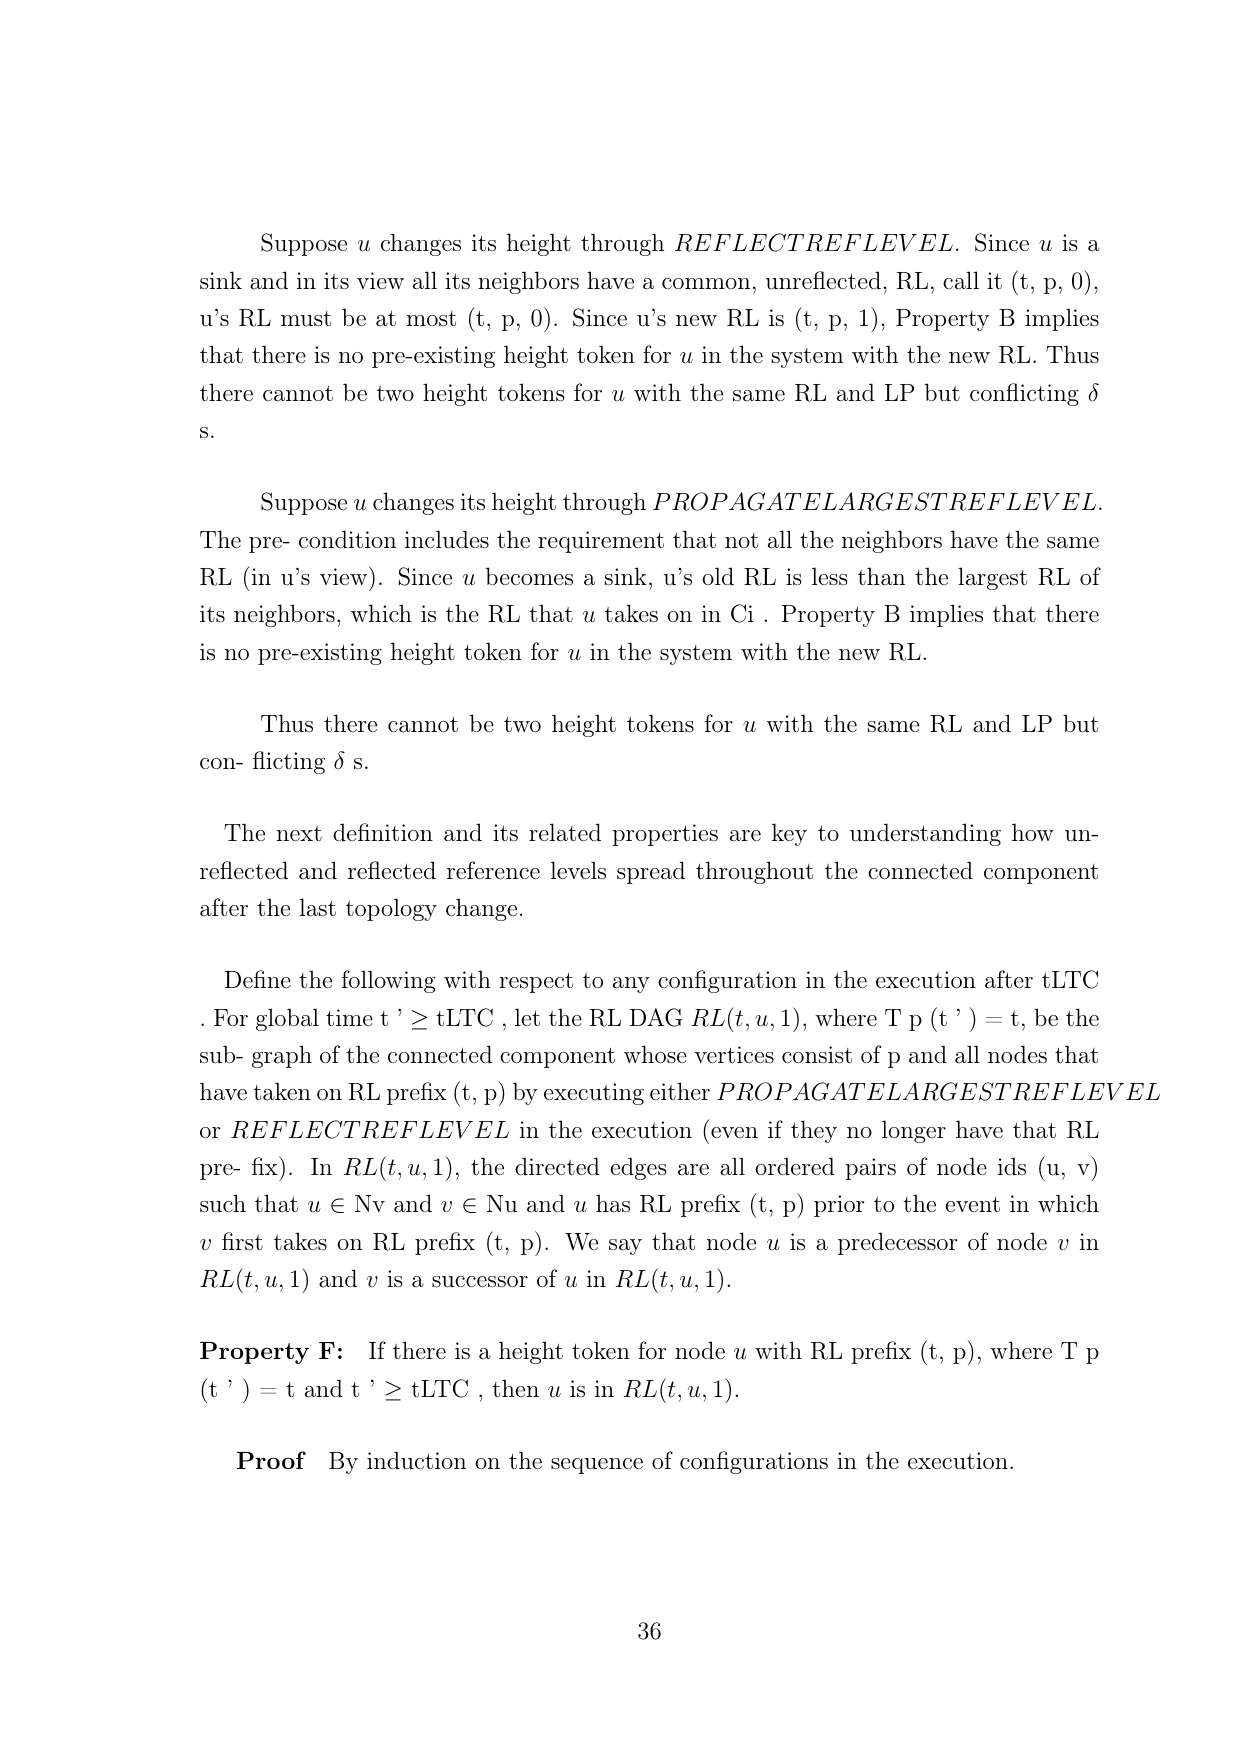 Suppose u changes its height through REFLECTREFLEVEL. Since u is a
sink and in its view all its neighbors have a common, unreflected, RL, call it (t, p, 0),
u's RL must be at most (t, p, 0). Since u's new RL is (t, p, 1), Property B implies
that there is no pre-existing height token for u in the system with the new RL. Thus
there cannot be two height tokens for u with the same RL and LP but conflicting δ
s.
Suppose u changes its height through PROPAGATELARGESTREFLEVEL.
The pre- condition includes the requirement that not all the neighbors have the same
RL (in u's view). Since u becomes a sink, u's old RL is less than the largest RL of
its neighbors, which is the RL that u takes on in Ci . Property B implies that there
is no pre-existing height token for u in the system with the new RL.
Thus there cannot be two height tokens for u with the same RL and LP but
con- flicting δ s.
The next definition and its related properties are key to understanding how un-
reflected and reflected reference levels spread throughout the connected component
after the last topology change.
Define the following with respect to any configuration in the execution after tLTC
. For global time t ' ≥ tLTC , let the RL DAG RL(t, u, 1), where T p (t ' ) = t, be the
sub- graph of the connected component whose vertices consist of p and all nodes that
have taken on RL prefix (t, p) by executing either PROPAGATELARGESTREFLEVEL
or REFLECTREFLEVEL in the execution (even if they no longer have that RL
pre- fix). In RL(t, u, 1), the directed edges are all ordered pairs of node ids (u, v)
such that u ∈ Nv and v ∈ Nu and u has RL prefix (t, p) prior to the event in which
v first takes on RL prefix (t, p). We say that node u is a predecessor of node v in
RL(t, u, 1) and v is a successor of u in RL(t, u, 1).
Property F: If there is a height token for node u with RL prefix (t, p), where T p
(t ' ) = t and t ' ≥ tLTC , then u is in RL(t, u, 1).
Proof By induction on the sequence of configurations in the execution.
36